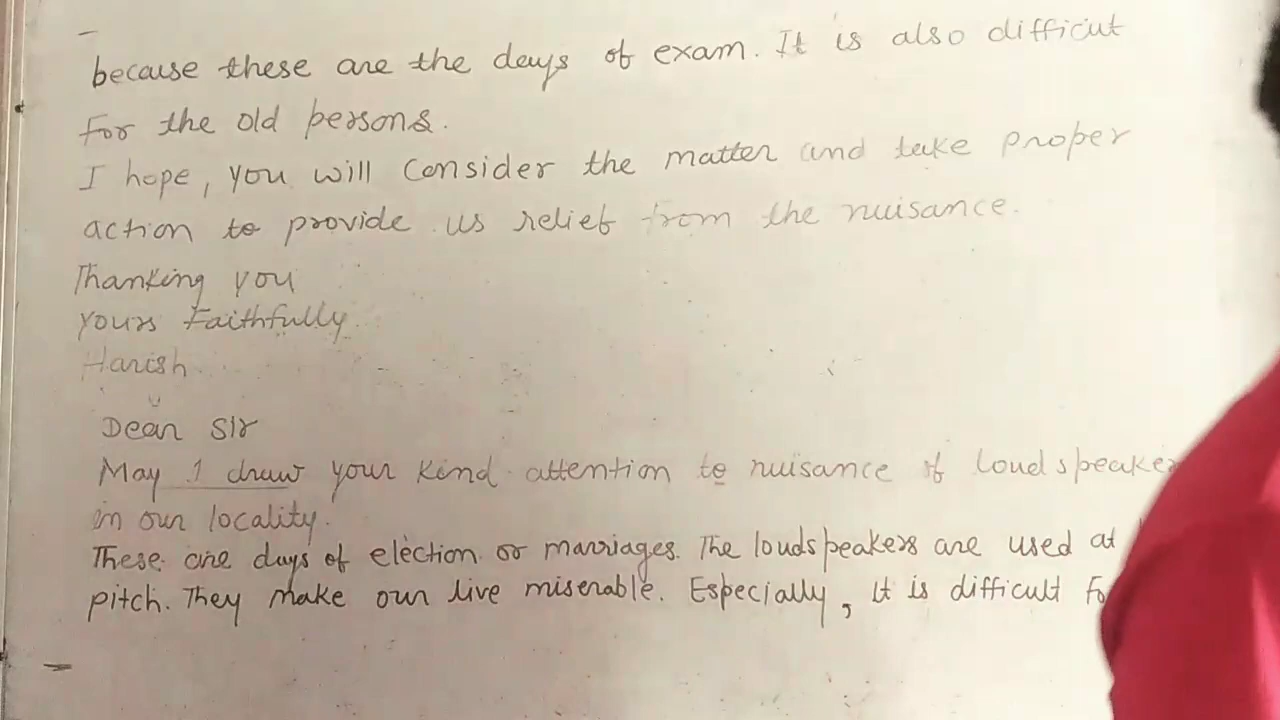 because these are the days of exam. It is also difficut
For the old persons.
I hope, you will Consider the matter and take proper
action to provide us relief from the nuisance.
Thanking you
yours Faithfully
Harish
Dear Sir
May I draw your Kind attention to nuisance of loudspeaker
in our locality.
These are days of election or marriages. The loudspeakers are used at
pitch. They make our live miserable. Especially, it is difficult